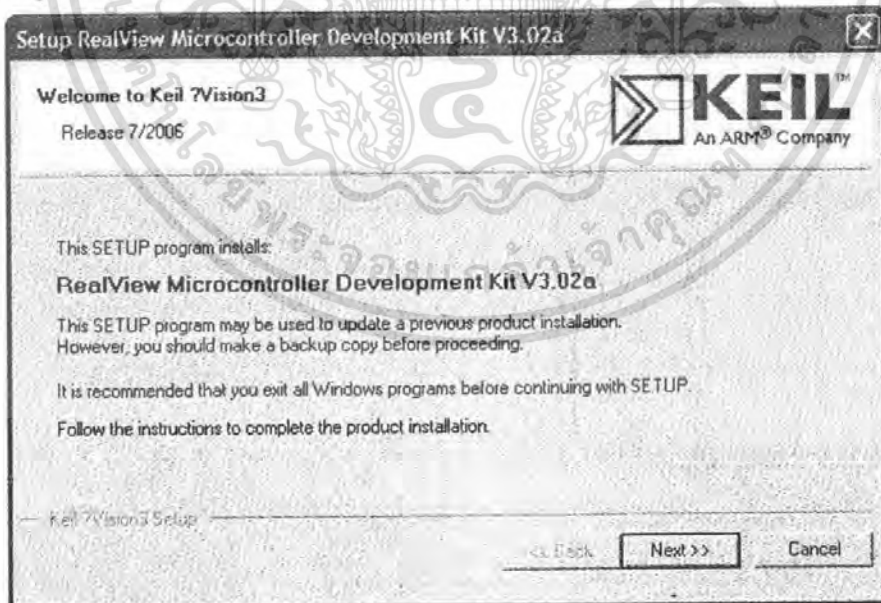 Setup RealView Microcontroller Development Kit V3.02a
Welcome to Keil ?Vision3
Release 7/2006
KEIL™
An ARM® Company
This SETUP program installs:
RealView Microcontroller Development Kit V3.02a
This SETUP program may be used to update a previous product installation.
However, you should make a backup copy before proceeding.
It is recommended that you exit all Windows programs before continuing with SETUP.
Follow the instructions to complete the product installation.
Keil ?Vision3 Setup
<< Back
Next >>
Cancel